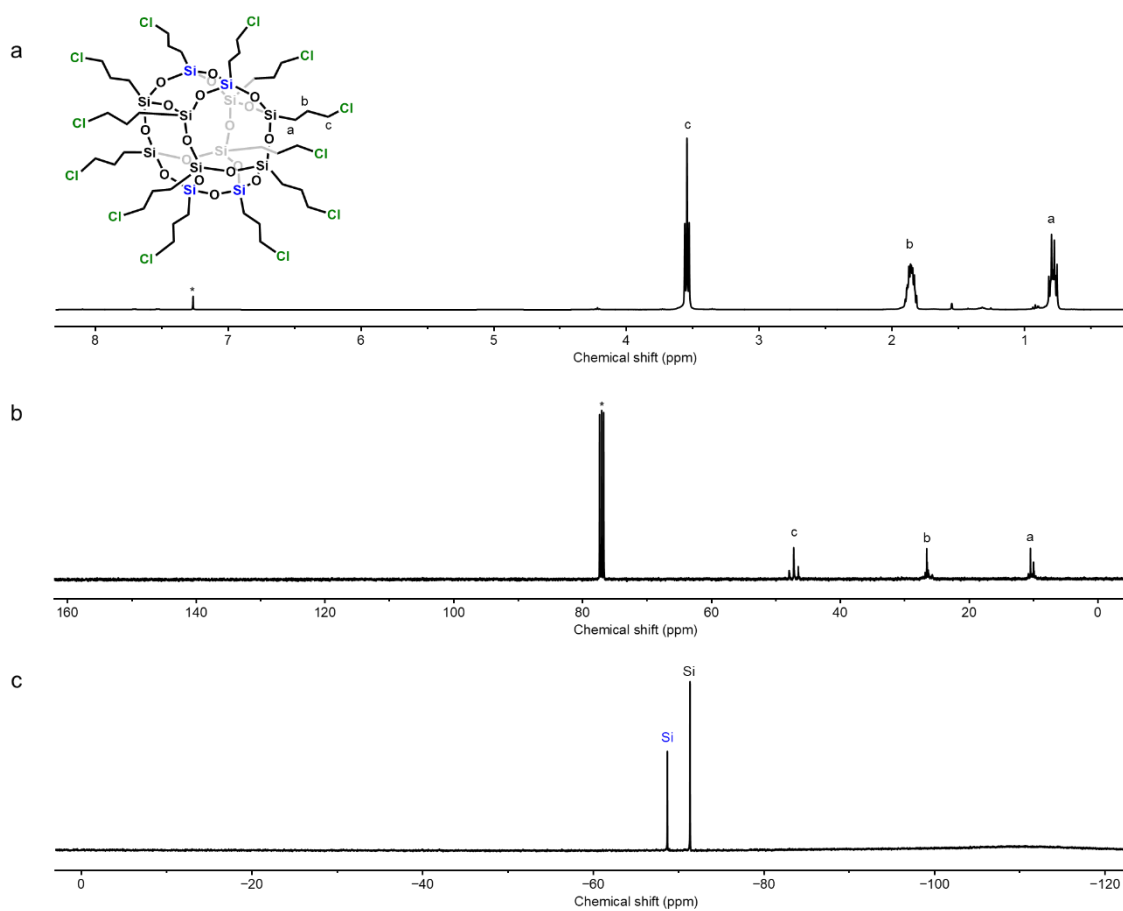 a
Cl Cl
Cl Cl
Si O Si
O O Si O Si b Cl
Si O Si O a c
Cl O O O
Si O Si O Cl
Cl O Si O Si
Si O Si O
Cl Cl
Cl Cl
c
b
a
*
8 7 6 5 4 3 2 1
Chemical shift (ppm)
b
*
c b a
160 140 120 100 80 60 40 20 0
Chemical shift (ppm)
c
Si
Si
0 −20 −40 −60 −80 −100 −120
Chemical shift (ppm)